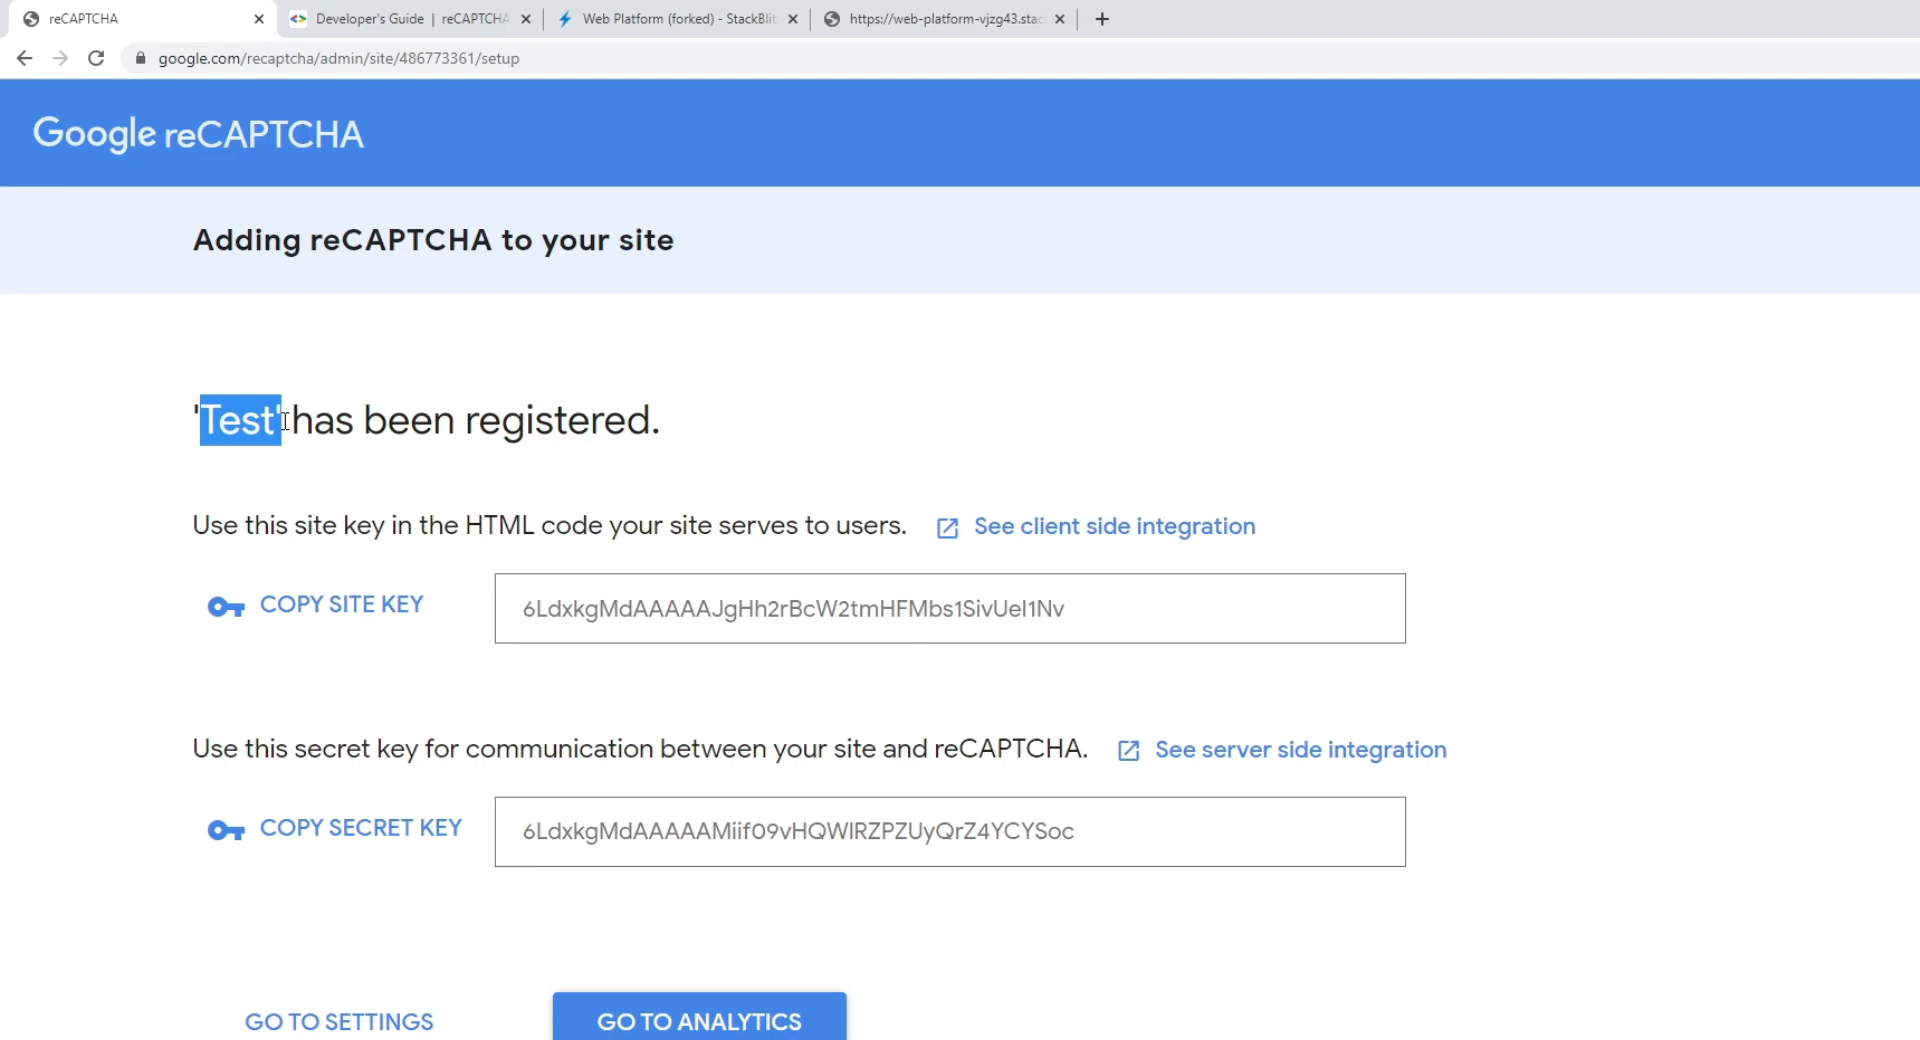 reCAPTCHA
Developer's Guide | reCAPTCHA
Web Platform (forked) - StackBlit
https://web-platform-vjzg43.stac
google.com/recaptcha/admin/site/486773361/setup
Google reCAPTCHA
Adding reCAPTCHA to your site
'Test' has been registered.
Use this site key in the HTML code your site serves to users. See client side integration
COPY SITE KEY
6LdxkgMdAAAAAJgHh2rBcW2tmHFMbs1SivUeI1Nv
Use this secret key for communication between your site and reCAPTCHA. See server side integration
COPY SECRET KEY
6LdxkgMdAAAAAMiif09vHQWIRZPZUyQrZ4YCYSoc
GO TO SETTINGS
GO TO ANALYTICS